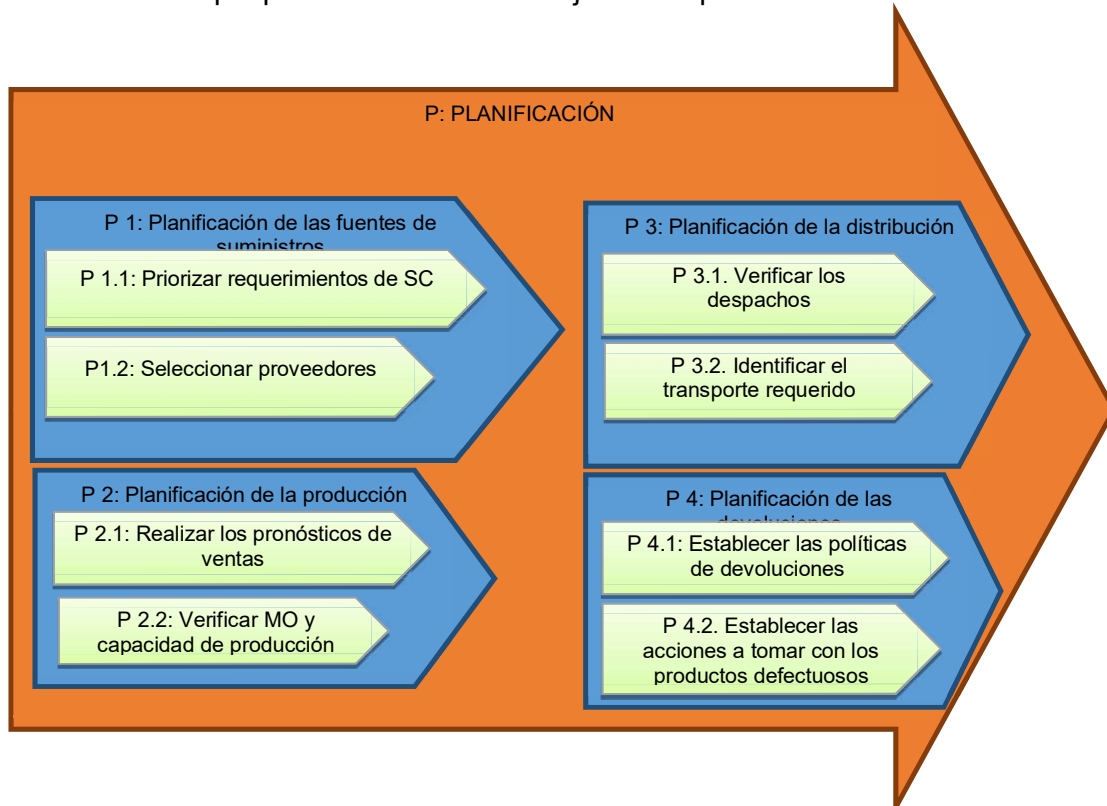 P: PLANIFICACIÓN
P 1: Planificación de las fuentes de
suministros
P 1.1: Priorizar requerimientos de SC
P1.2: Seleccionar proveedores
P 2: Planificación de la producción
P 2.1: Realizar los pronósticos de
ventas
P 2.2: Verificar MO y
capacidad de producción
P 3: Planificación de la distribución
P 3.1. Verificar los
despachos
P 3.2. Identificar el
transporte requerido
P 4: Planificación de las
devoluciones
P 4.1: Establecer las políticas
de devoluciones
P 4.2. Establecer las
acciones a tomar con los
productos defectuosos